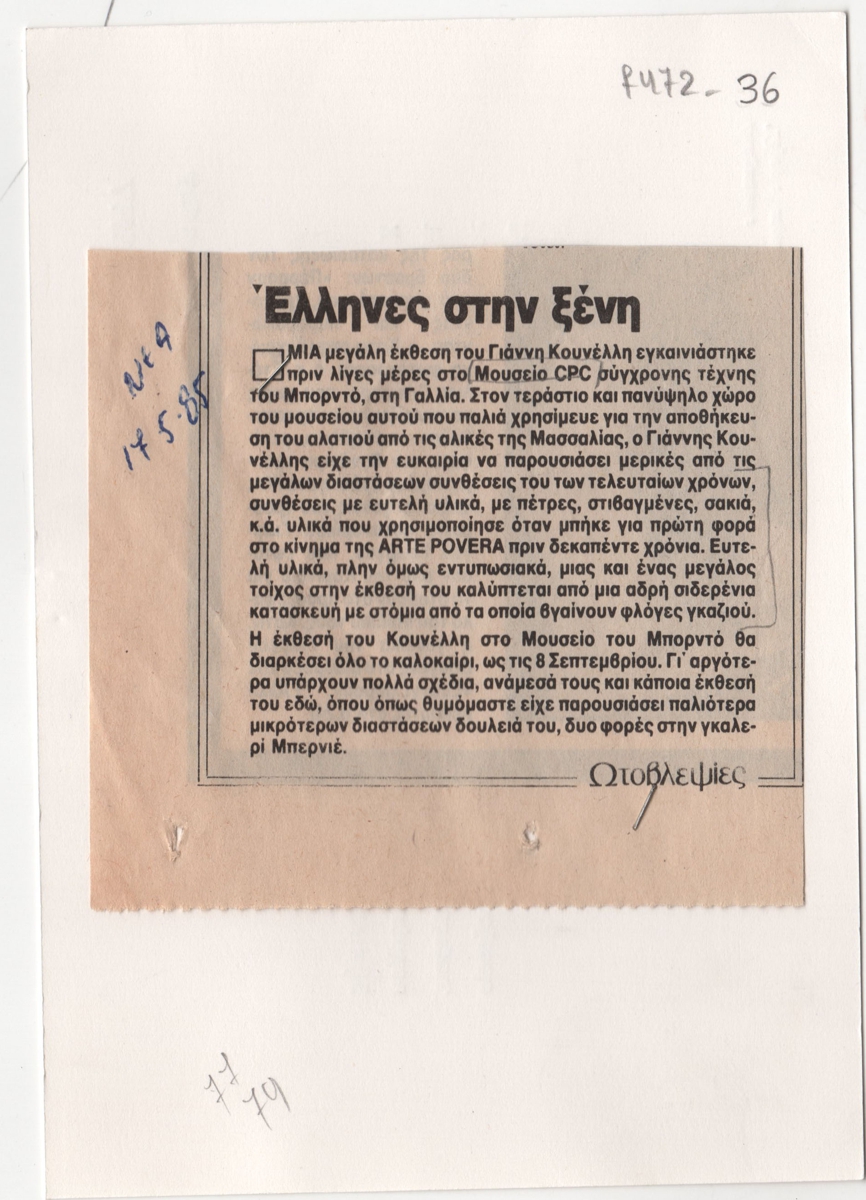 f472- 36
Έλληνες στην ξένη
ΜΙΑ μεγάλη έκθεση του Γιάννη Κουνέλλη εγκαινιάστηκε
πριν λίγες μέρες στο Μουσείο CPC σύγχρονης τέχνης
του Μπορντό, στη Γαλλία. Στον τεράστιο και πανύψηλο χώρο
του μουσείου αυτού που παλιά χρησίμευε για την αποθήκευ-
ση του αλατιού από τις αλικές της Μασσαλίας, ο Γιάννης Κου-
νέλλης είχε την ευκαιρία να παρουσιάσει μερικές από τις
μεγάλων διαστάσεων συνθέσεις του των τελευταίων χρόνων,
συνθέσεις με ευτελή υλικά, με πέτρες, στιβαγμένες, σακιά,
κ.ά. υλικά που χρησιμοποίησε όταν μπήκε για πρώτη φορά
στο κίνημα της ARTE POVERA πριν δεκαπέντε χρόνια. Ευτε-
λή υλικά, πλην όμως εντυπωσιακά, μιας και ένας μεγάλος
τοίχος στην έκθεσή του καλύπτεται από μια αδρή σιδερένια
κατασκευή με στόμια από τα οποία βγαίνουν φλόγες γκαζιού.
Η έκθεσή του Κουνέλλη στο Μουσείο του Μπορντό θα
διαρκέσει όλο το καλοκαίρι, ως τις 8 Σεπτεμβρίου. Γι' αργότε-
ρα υπάρχουν πολλά σχέδια, ανάμεσά τους και κάποια έκθεσή
του εδώ, όπου όπως θυμόμαστε είχε παρουσιάσει παλιότερα
μικρότερων διαστάσεων δουλειά του, δυο φορές στην γκαλε-
ρί Μπερνιέ.
Ωτοβλεψίες
ΝΕΑ
17.5.85
77
79